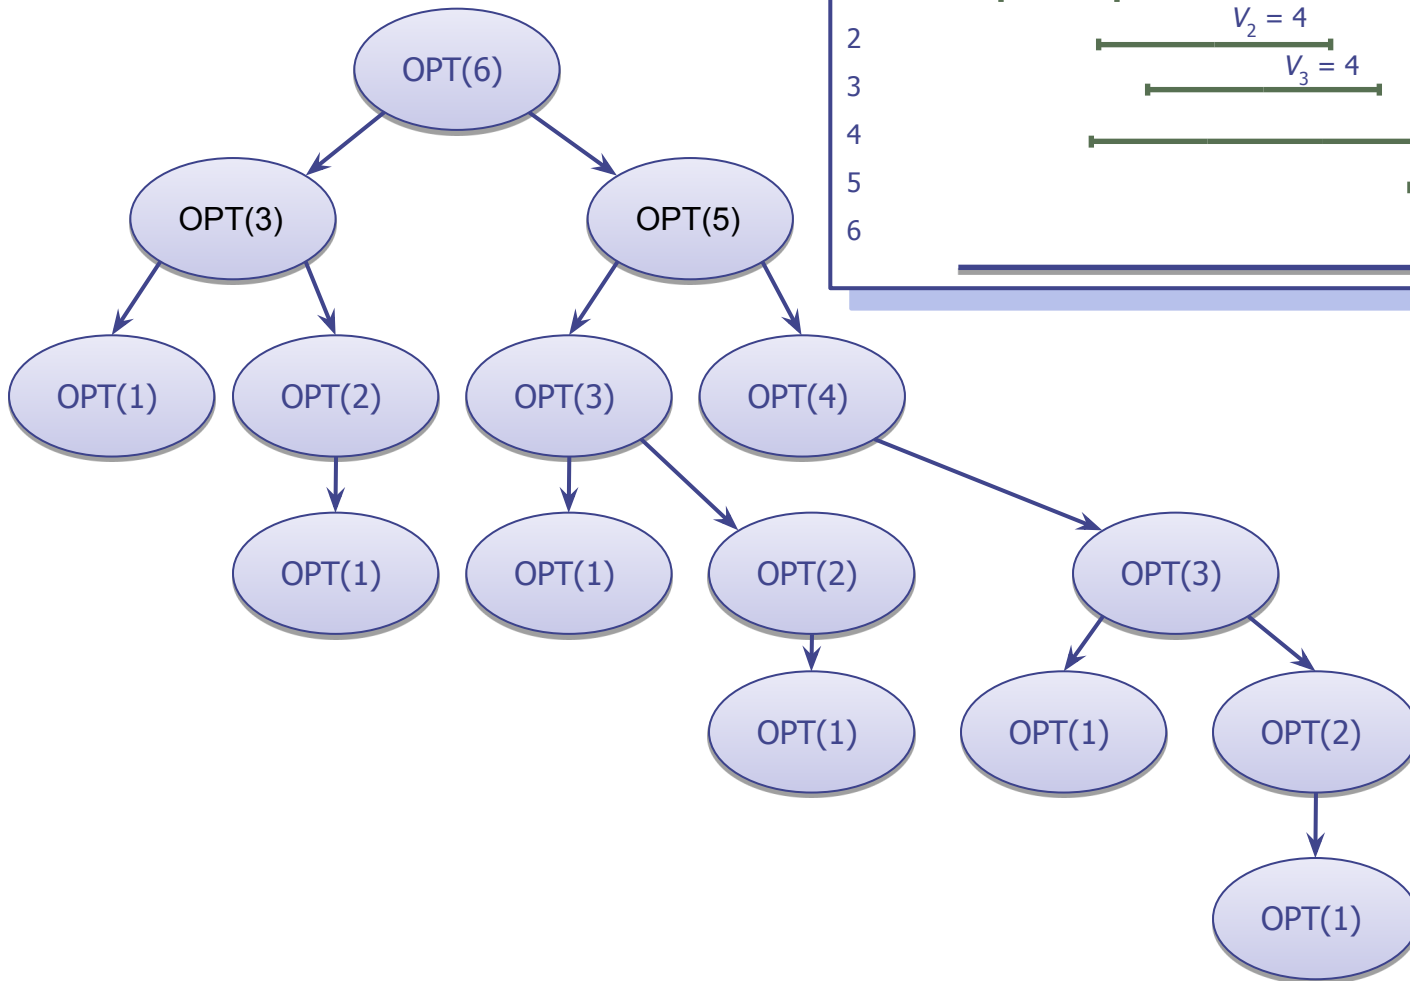 V2 = 4
2
V3 = 4
3
4
5
6
OPT(6)
OPT(3)
OPT(5)
OPT(1)
OPT(2)
OPT(3)
OPT(4)
OPT(1)
OPT(1)
OPT(2)
OPT(3)
OPT(1)
OPT(1)
OPT(2)
OPT(1)